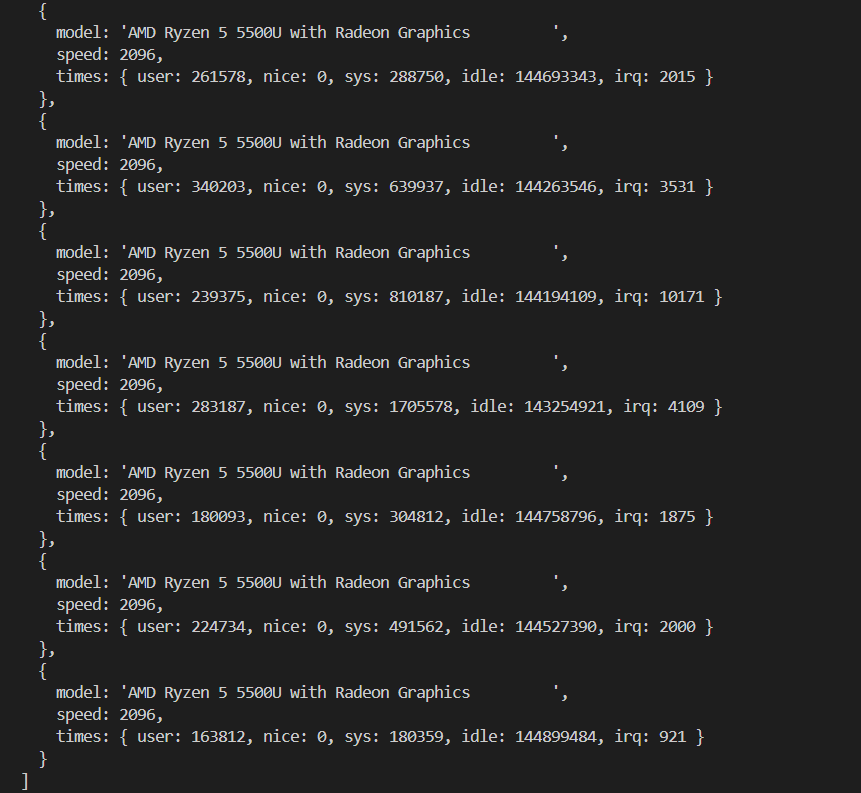 {
model: 'AMD Ryzen 5 5500U with Radeon Graphics         ',
speed: 2096,
times: { user: 261578, nice: 0, sys: 288750, idle: 144693343, irq: 2015 }
},
{
model: 'AMD Ryzen 5 5500U with Radeon Graphics         ',
speed: 2096,
times: { user: 340203, nice: 0, sys: 639937, idle: 144263546, irq: 3531 }
},
{
model: 'AMD Ryzen 5 5500U with Radeon Graphics         ',
speed: 2096,
times: { user: 239375, nice: 0, sys: 810187, idle: 144194109, irq: 10171 }
},
{
model: 'AMD Ryzen 5 5500U with Radeon Graphics         ',
speed: 2096,
times: { user: 283187, nice: 0, sys: 1705578, idle: 143254921, irq: 4109 }
},
{
model: 'AMD Ryzen 5 5500U with Radeon Graphics         ',
speed: 2096,
times: { user: 180093, nice: 0, sys: 304812, idle: 144758796, irq: 1875 }
},
{
model: 'AMD Ryzen 5 5500U with Radeon Graphics         ',
speed: 2096,
times: { user: 224734, nice: 0, sys: 491562, idle: 144527390, irq: 2000 }
},
{
model: 'AMD Ryzen 5 5500U with Radeon Graphics         ',
speed: 2096,
times: { user: 163812, nice: 0, sys: 180359, idle: 144899484, irq: 921 }
}
]